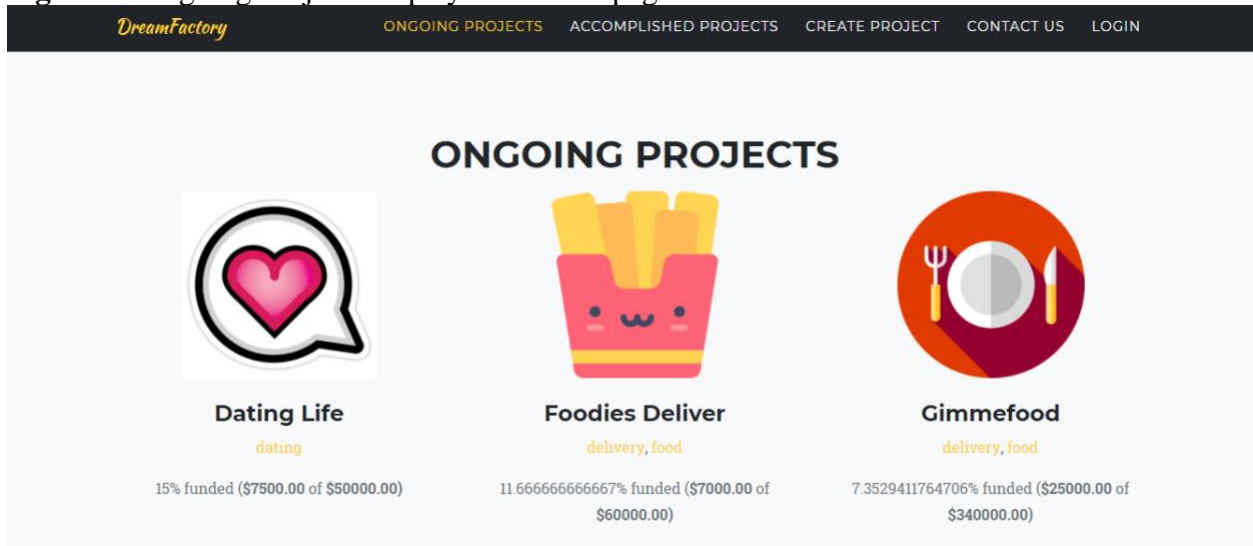 DreamFactory ONGOING PROJECTS ACCOMPLISHED PROJECTS CREATE PROJECT CONTACT US LOGIN
ONGOING PROJECTS
Dating Life
dating
15% funded ($7500.00 of $50000.00)
Foodies Deliver
delivery, food
11.666666666667% funded ($7000.00 of
$60000.00)
Gimmefood
delivery, food
7.3529411764706% funded ($25000.00 of
$340000.00)